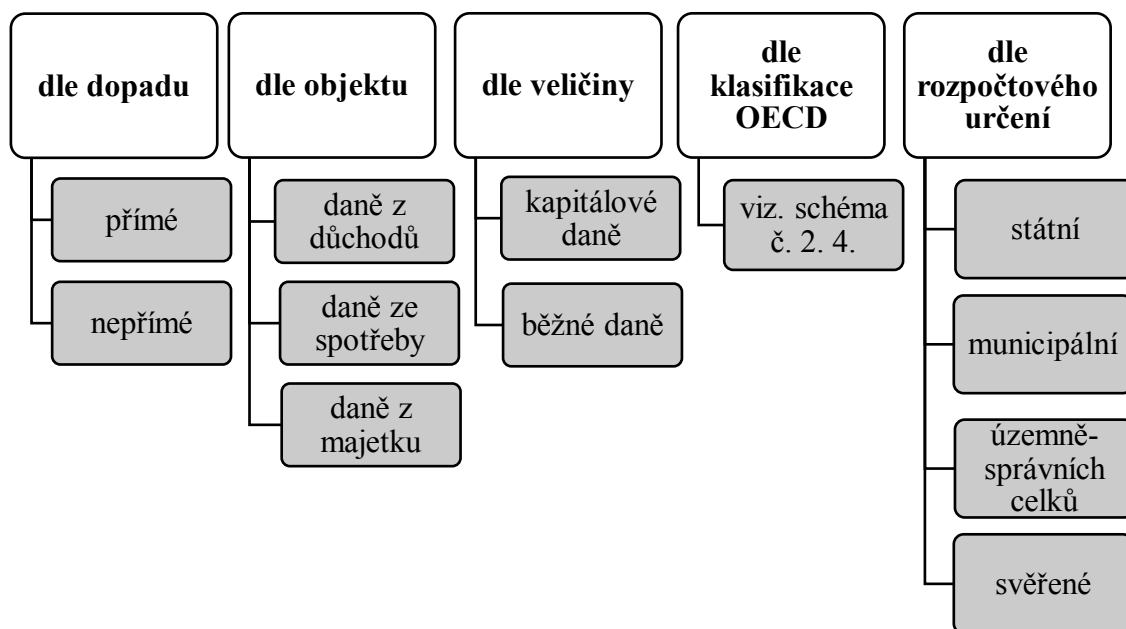 dle dopadu
přímé
nepřímé
dle objektu
daně z
důchodů
daně ze
spotřeby
daně z
majetku
dle veličiny
kapitálové
daně
běžné daně
dle
klasifikace
OECD
viz. schéma
č. 2. 4.
dle
rozpočtového
určení
státní
municipální
územně-
správních
celků
svěřené